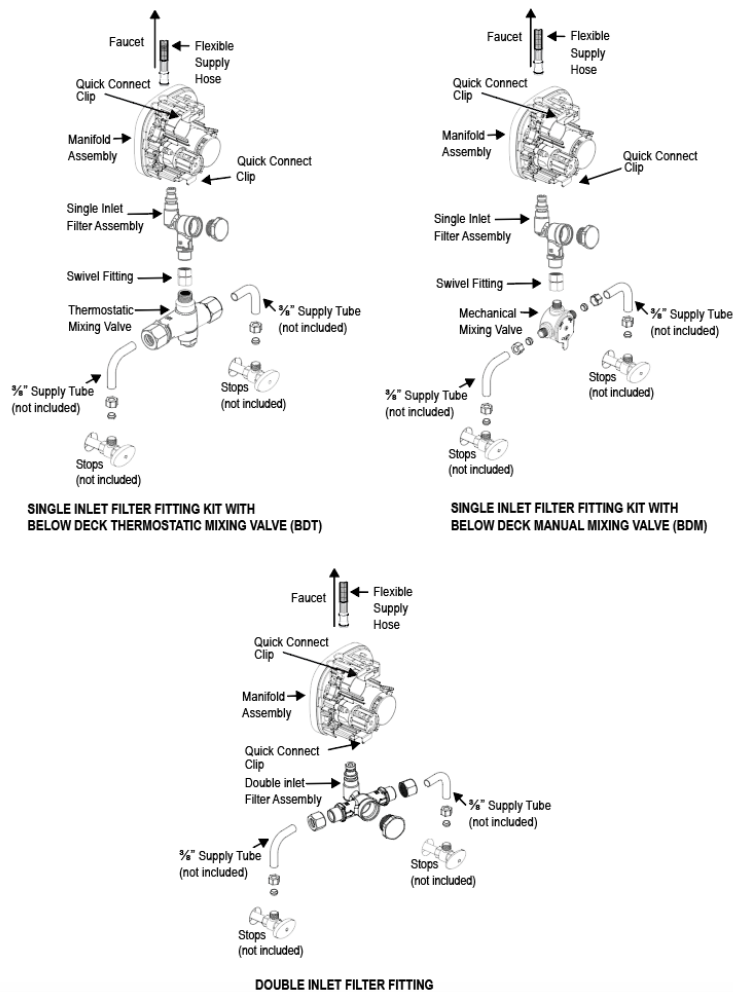 Faucet
Flexible
Supply
Hose
Quick Connect
Clip
Manifold
Assembly
Quick Connect
Clip
Single Inlet
Filter Assembly
Swivel Fitting
Thermostatic
Mixing Valve
⅜" Supply Tube
(not included)
⅜" Supply Tube
(not included)
Stops
(not included)
Stops
(not included)
SINGLE INLET FILTER FITTING KIT WITH
BELOW DECK THERMOSTATIC MIXING VALVE (BDT)
Faucet
Flexible
Supply
Hose
Quick Connect
Clip
Manifold
Assembly
Quick Connect
Clip
Single Inlet
Filter Assembly
Swivel Fitting
Mechanical
Mixing Valve
⅜" Supply Tube
(not included)
Stops
(not included)
⅜" Supply Tube
(not included)
Stops
(not included)
SINGLE INLET FILTER FITTING KIT WITH
BELOW DECK MANUAL MIXING VALVE (BDM)
Faucet
Flexible
Supply
Hose
Quick Connect
Clip
Manifold
Assembly
Quick Connect
Clip
Double inlet
Filter Assembly
⅜" Supply Tube
(not included)
⅜" Supply Tube
(not included)
Stops
(not included)
Stops
(not included)
DOUBLE INLET FILTER FITTING